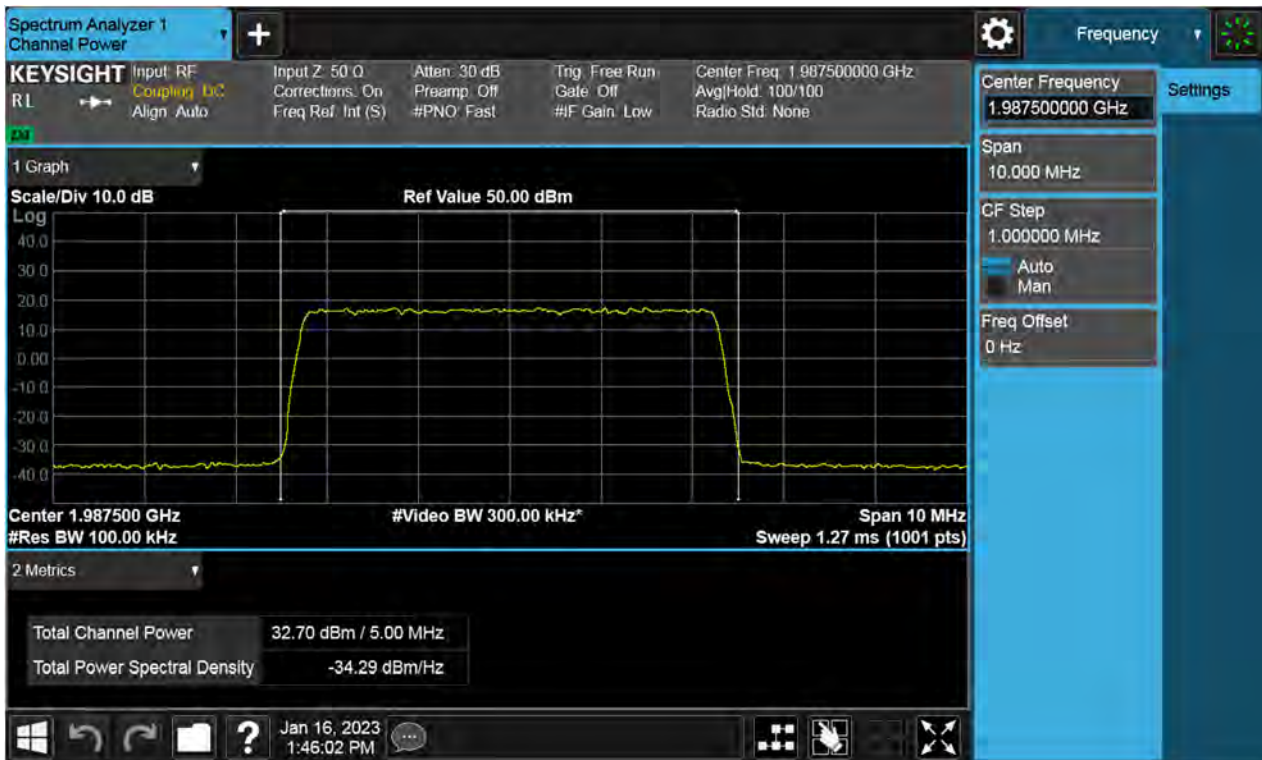 Spectrum Analyzer 1
Channel Power
+
Frequency
KEYSIGHT
RL
Input: RF
Coupling: DC
Align: Auto
Input Z: 50 Ω
Corrections: On
Freq Ref: Int (S)
Atten: 30 dB
Preamp: Off
#PNO: Fast
Trig: Free Run
Gate: Off
#IF Gain: Low
Center Freq: 1.987500000 GHz
Avg|Hold: 100/100
Radio Std: None
Center Frequency
1.987500000 GHz
Settings
Span
10.000 MHz
CF Step
1.000000 MHz
Auto
Man
Freq Offset
0 Hz
1 Graph
Scale/Div 10.0 dB
Ref Value 50.00 dBm
Log
40.0
30.0
20.0
10.0
0.00
-10.0
-20.0
-30.0
-40.0
Center 1.987500 GHz
#Video BW 300.00 kHz*
Span 10 MHz
#Res BW 100.00 kHz
Sweep 1.27 ms (1001 pts)
2 Metrics
Total Channel Power 32.70 dBm / 5.00 MHz
Total Power Spectral Density -34.29 dBm/Hz
?
Jan 16, 2023
1:46:02 PM